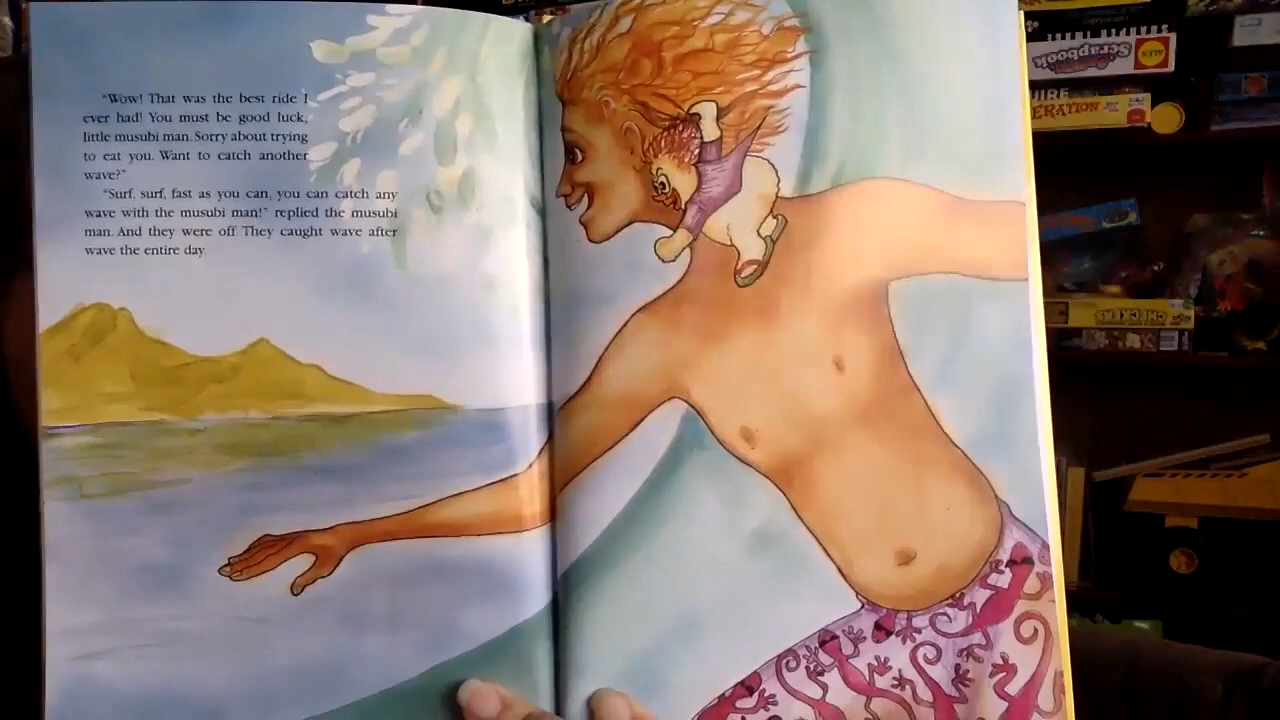 "Wow! That was the best ride I
ever had! You must be good luck,
little musubi man. Sorry about trying
to eat you. Want to catch another
wave?"
"Surf, surf, fast as you can, you can catch any
wave with the musubi man!" replied the musubi
man. And they were off. They caught wave after
wave the entire day.
Scrapbook
ALEX
ERATION
CHECKERS